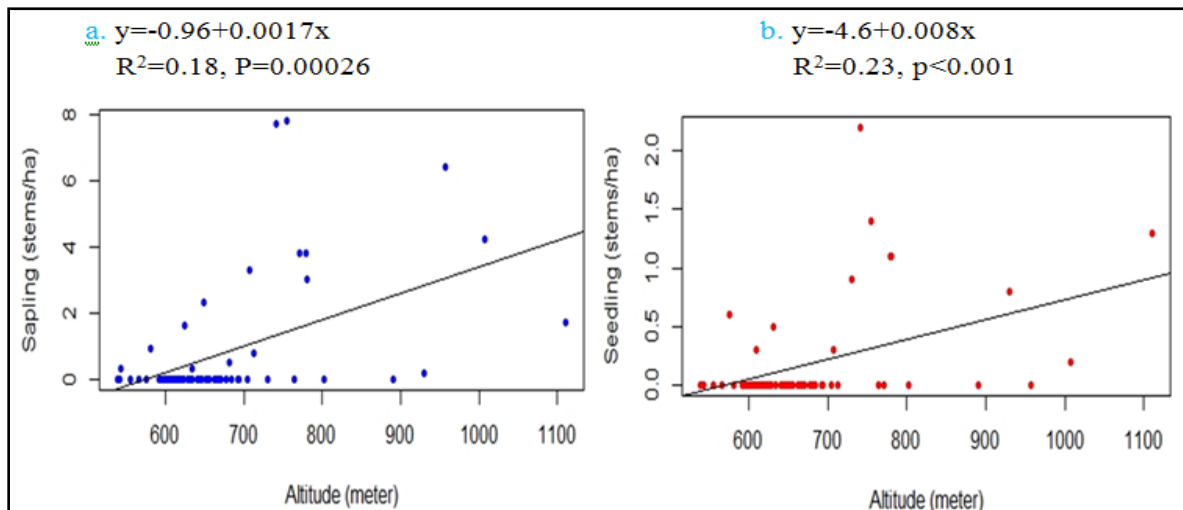 a. y=-0.96+0.0017x
R²=0.18, P=0.00026
8
6
4
2
0
Sapling (stems/ha)
600 700 800 900 1000 1100
Altitude (meter)
b. y=-4.6+0.008x
R²=0.23, p<0.001
2.0
1.5
1.0
0.5
0.0
Seedling (stems/ha)
600 700 800 900 1000 1100
Altitude (meter)